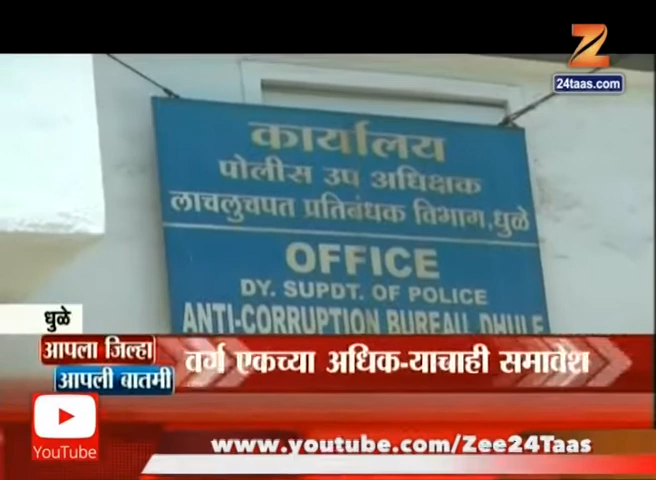 24taas.com
कार्यालय
पोलीस उप अधिक्षक
लाचलुचपत प्रतिबंधक विभाग,धुळे
OFFICE
DY. SUPDT. OF POLICE
ANTI-CORRUPTION BUREAU DHULE
धुळे
आपला जिल्हा
आपली बातमी
वर्ग एकच्या अधिक-याचाही समावेश
YouTube
www.youtube.com/Zee24Taas